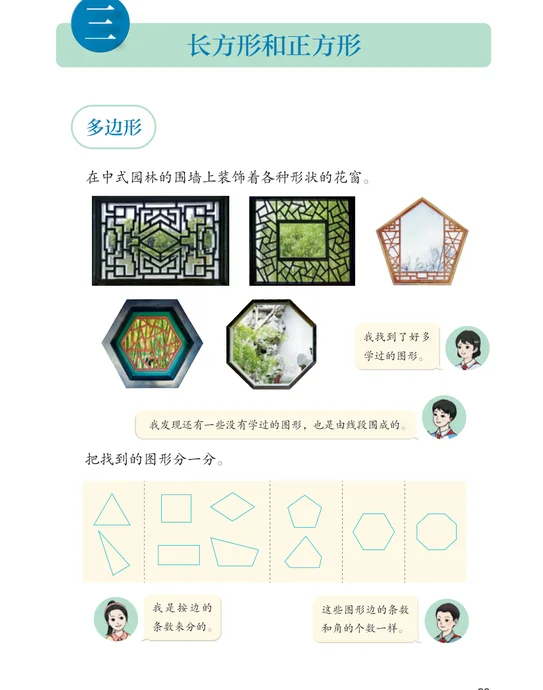 三
长方形和正方形
多边形
在中式园林的围墙上装饰着各种形状的花窗。
我找到了好多
学过的图形。
我发现还有一些没有学过的图形，也是由线段围成的。
把找到的图形分一分。
我是按边的
条数来分的。
这些图形边的条数
和角的个数一样。